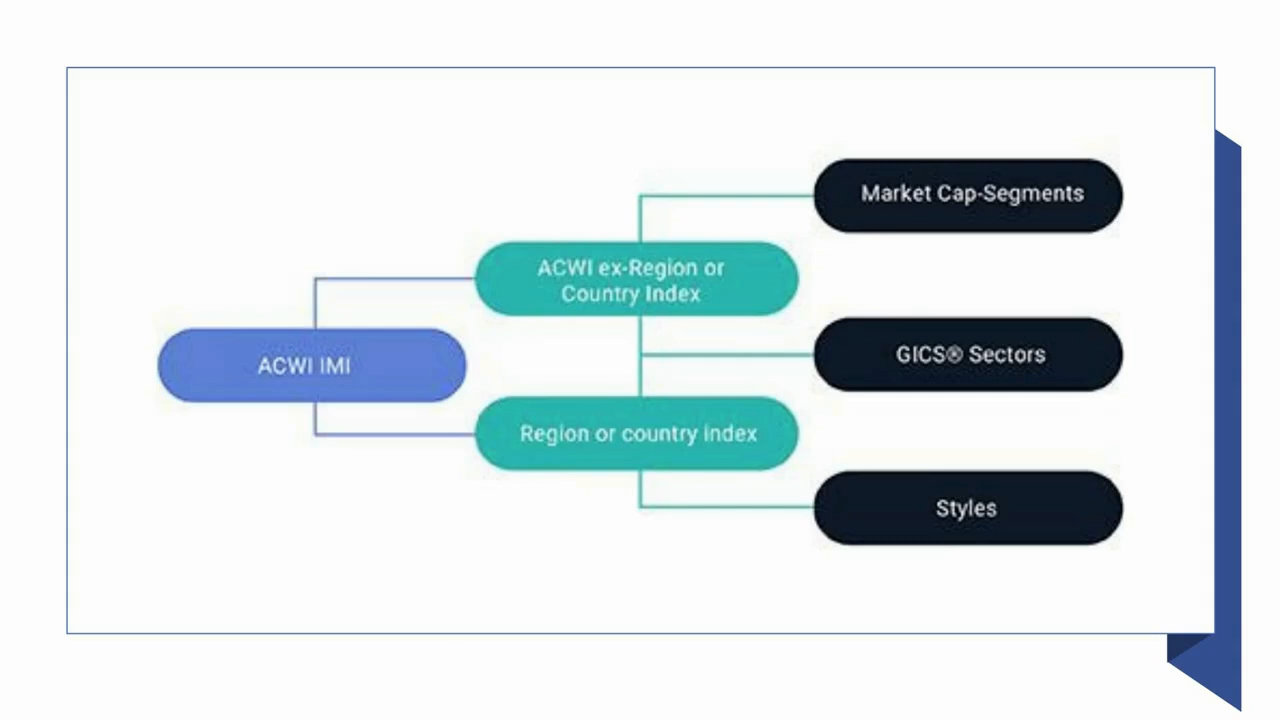 ACWI IMI
ACWI ex-Region or
Country Index
Region or country index
Market Cap-Segments
GICS® Sectors
Styles